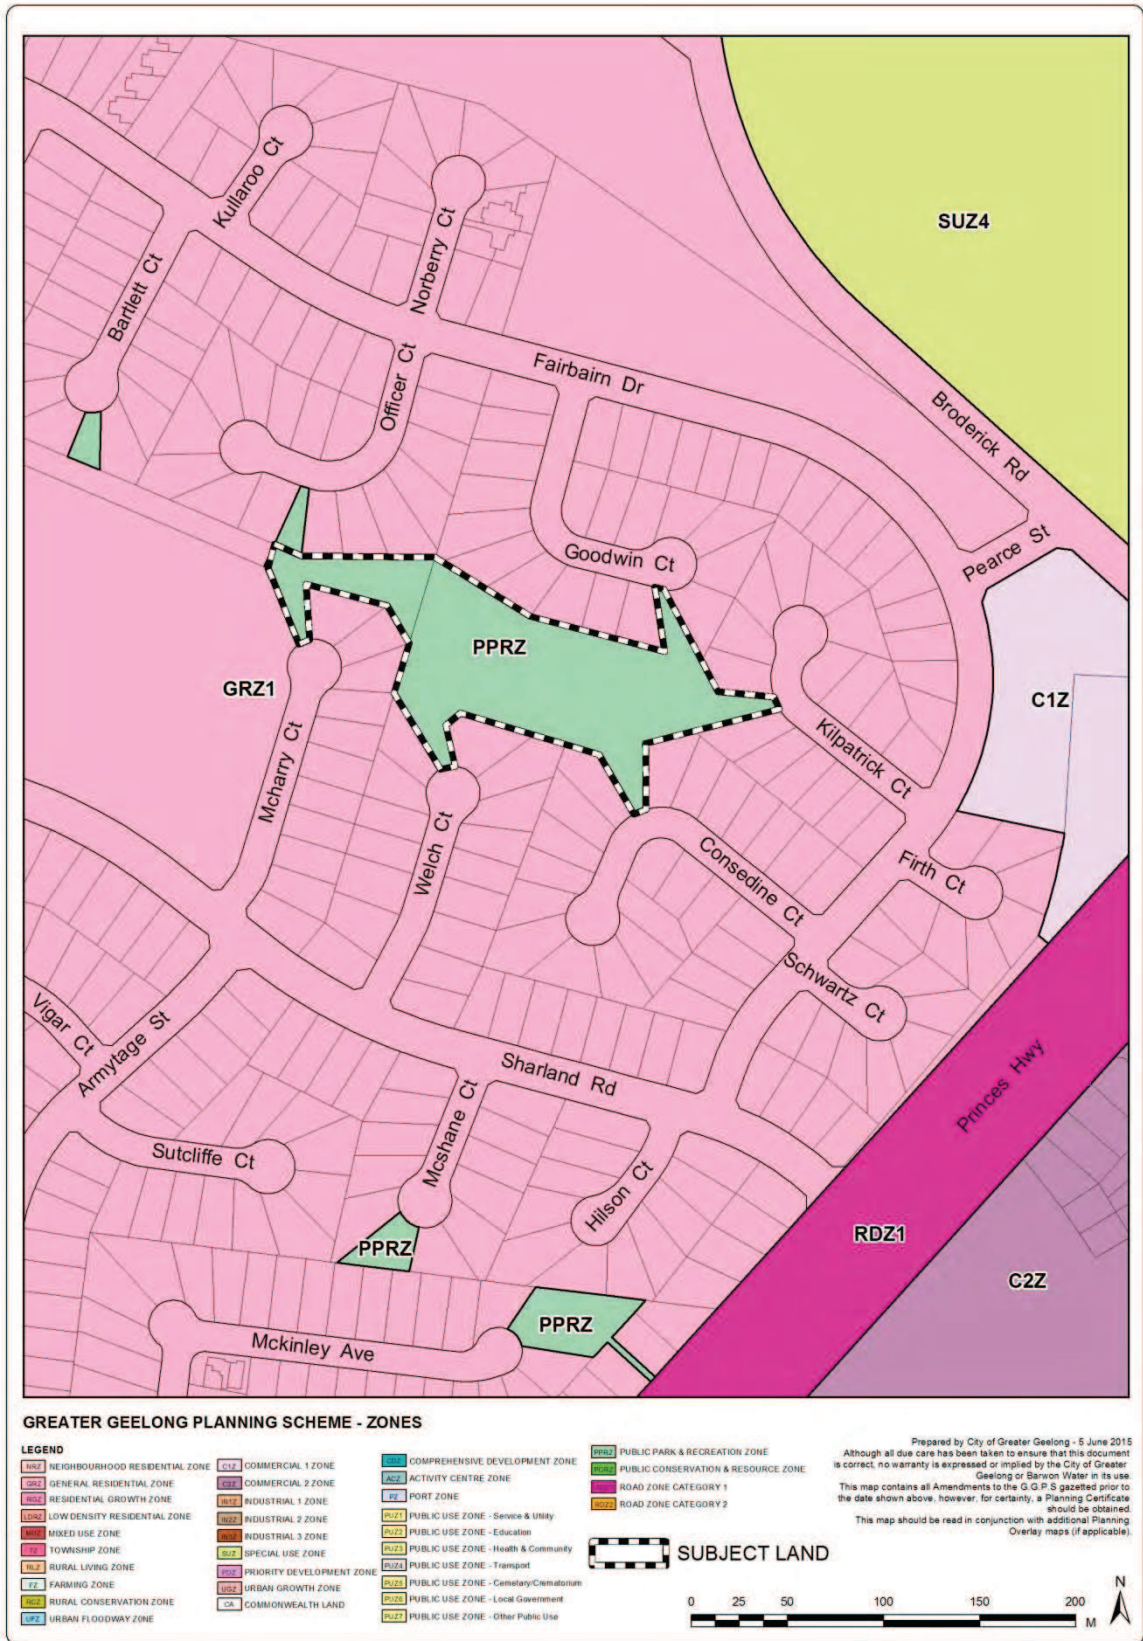 Kullaroo Ct
Norberry Ct
SUZ4
Bartlett Ct
Officer Ct
Fairbairn Dr
Broderick Rd
Pearce St
Goodwin Ct
PPRZ
GRZ1
C1Z
Kilpatrick Ct
Mcharry Ct
Welch Ct
Consedine Ct
Firth Ct
Schwartz Ct
Vigar Ct
Armytage St
Sharland Rd
Princes Hwy
Mcshane Ct
Sutcliffe Ct
Hilson Ct
PPRZ
RDZ1
C2Z
PPRZ
Mckinley Ave
GREATER GEELONG PLANNING SCHEME - ZONES
LEGEND
NRZ NEIGHBOURHOOD RESIDENTIAL ZONE
GRZ GENERAL RESIDENTIAL ZONE
RGZ RESIDENTIAL GROWTH ZONE
LDRZ LOW DENSITY RESIDENTIAL ZONE
MUZ MIXED USE ZONE
TZ TOWNSHIP ZONE
RLZ RURAL LIVING ZONE
FZ FARMING ZONE
RCZ RURAL CONSERVATION ZONE
UFZ URBAN FLOODWAY ZONE
C1Z COMMERCIAL 1 ZONE
C2Z COMMERCIAL 2 ZONE
IN1Z INDUSTRIAL 1 ZONE
IN2Z INDUSTRIAL 2 ZONE
IN3Z INDUSTRIAL 3 ZONE
SUZ SPECIAL USE ZONE
PDZ PRIORITY DEVELOPMENT ZONE
UGZ URBAN GROWTH ZONE
CA COMMONWEALTH LAND
CDZ COMPREHENSIVE DEVELOPMENT ZONE
ACZ ACTIVITY CENTRE ZONE
PZ PORT ZONE
PUZ1 PUBLIC USE ZONE - Service & Utility
PUZ2 PUBLIC USE ZONE - Education
PUZ3 PUBLIC USE ZONE - Health & Community
PUZ4 PUBLIC USE ZONE - Transport
PUZ5 PUBLIC USE ZONE - Cemetary/Crematorium
PUZ6 PUBLIC USE ZONE - Local Government
PUZ7 PUBLIC USE ZONE - Other Public Use
PPRZ PUBLIC PARK & RECREATION ZONE
PCRZ PUBLIC CONSERVATION & RESOURCE ZONE
ROAD ZONE CATEGORY 1
RDZ2 ROAD ZONE CATEGORY 2
SUBJECT LAND
Prepared by City of Greater Geelong - 5 June 2015
Although all due care has been taken to ensure that this document
is correct, no warranty is expressed or implied by the City of Greater
Geelong or Barwon Water in its use.
This map contains all Amendments to the G.G.P.S gazetted prior to
the date shown above, however, for certainty, a Planning Certificate
should be obtained.
This map should be read in conjunction with additional Planning
Overlay maps (if applicable).
N
0 25 50 100 150 200
M